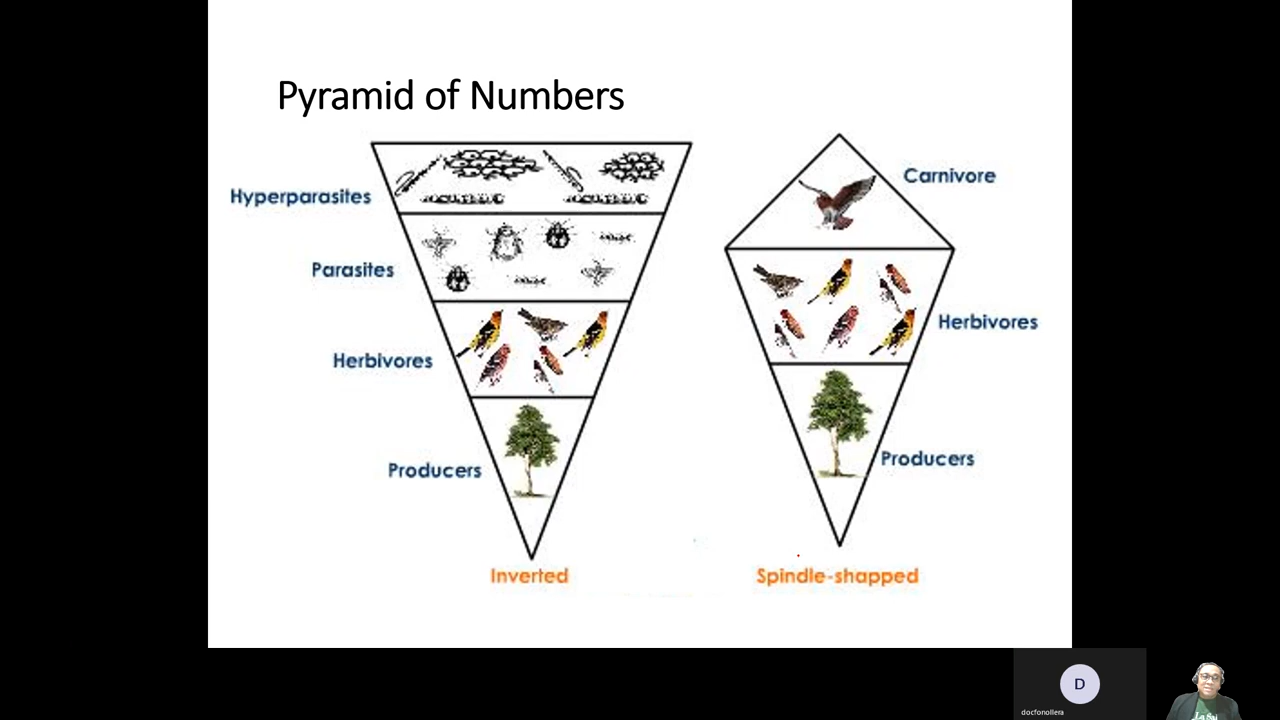 Pyramid of Numbers
Hyperparasites
Parasites
Herbivores
Producers
Inverted
Carnivore
Herbivores
Producers
Spindle-shapped
D
docfonollera